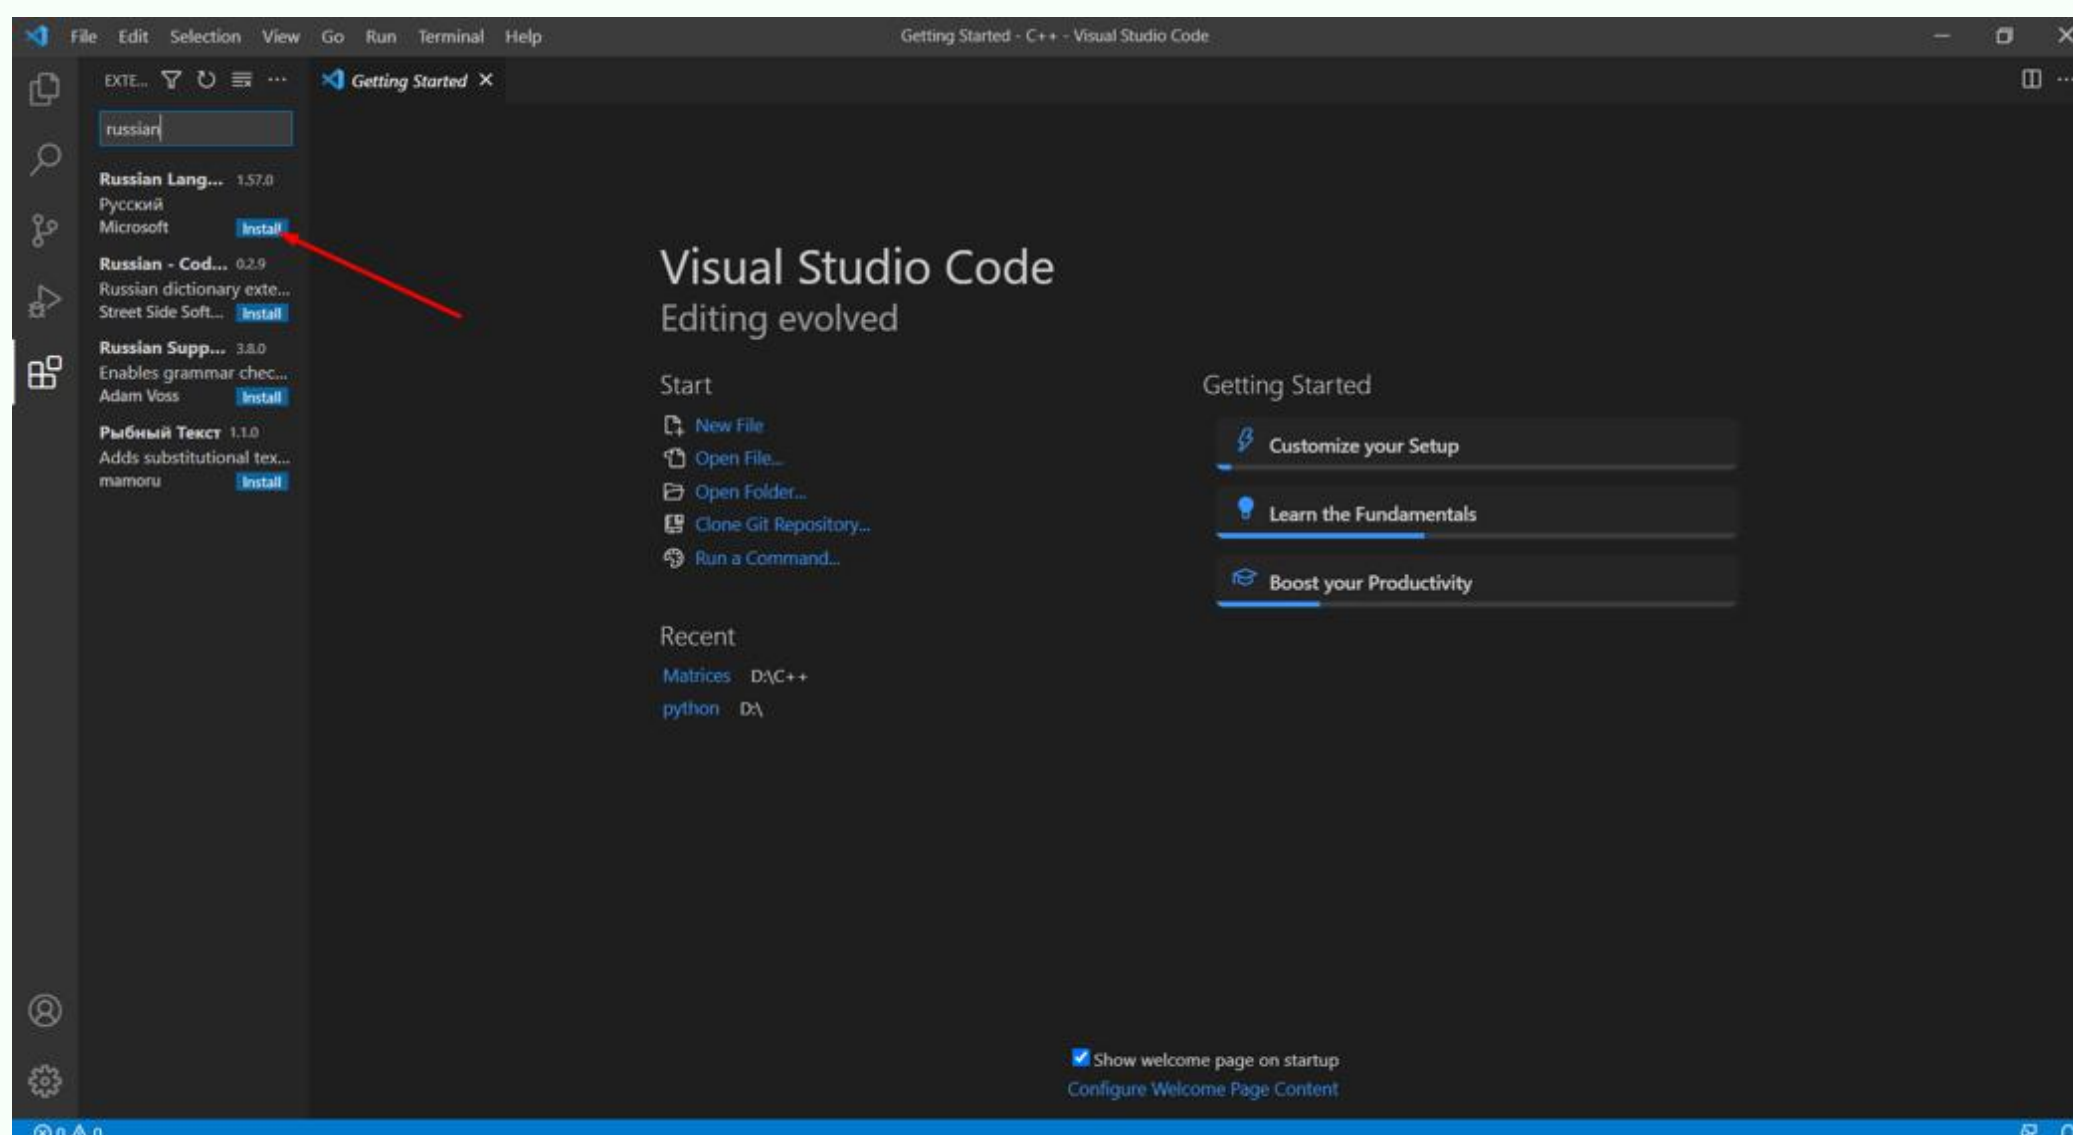 File Edit Selection View Go Run Terminal Help
Getting Started - C++ - Visual Studio Code
EXTE...
Getting Started
russian
Russian Lang... 1.57.0
Русский
Microsoft Install
Russian - Cod... 0.2.9
Russian dictionary exte...
Street Side Soft... Install
Russian Supp... 3.8.0
Enables grammar chec...
Adam Voss Install
Рыбный Текст 1.1.0
Adds substitutional tex...
mamoru Install
Visual Studio Code
Editing evolved
Start
New File
Open File...
Open Folder...
Clone Git Repository...
Run a Command...
Recent
Matrices D:\C++
python D:\
Getting Started
Customize your Setup
Learn the Fundamentals
Boost your Productivity
Show welcome page on startup
Configure Welcome Page Content
0 0